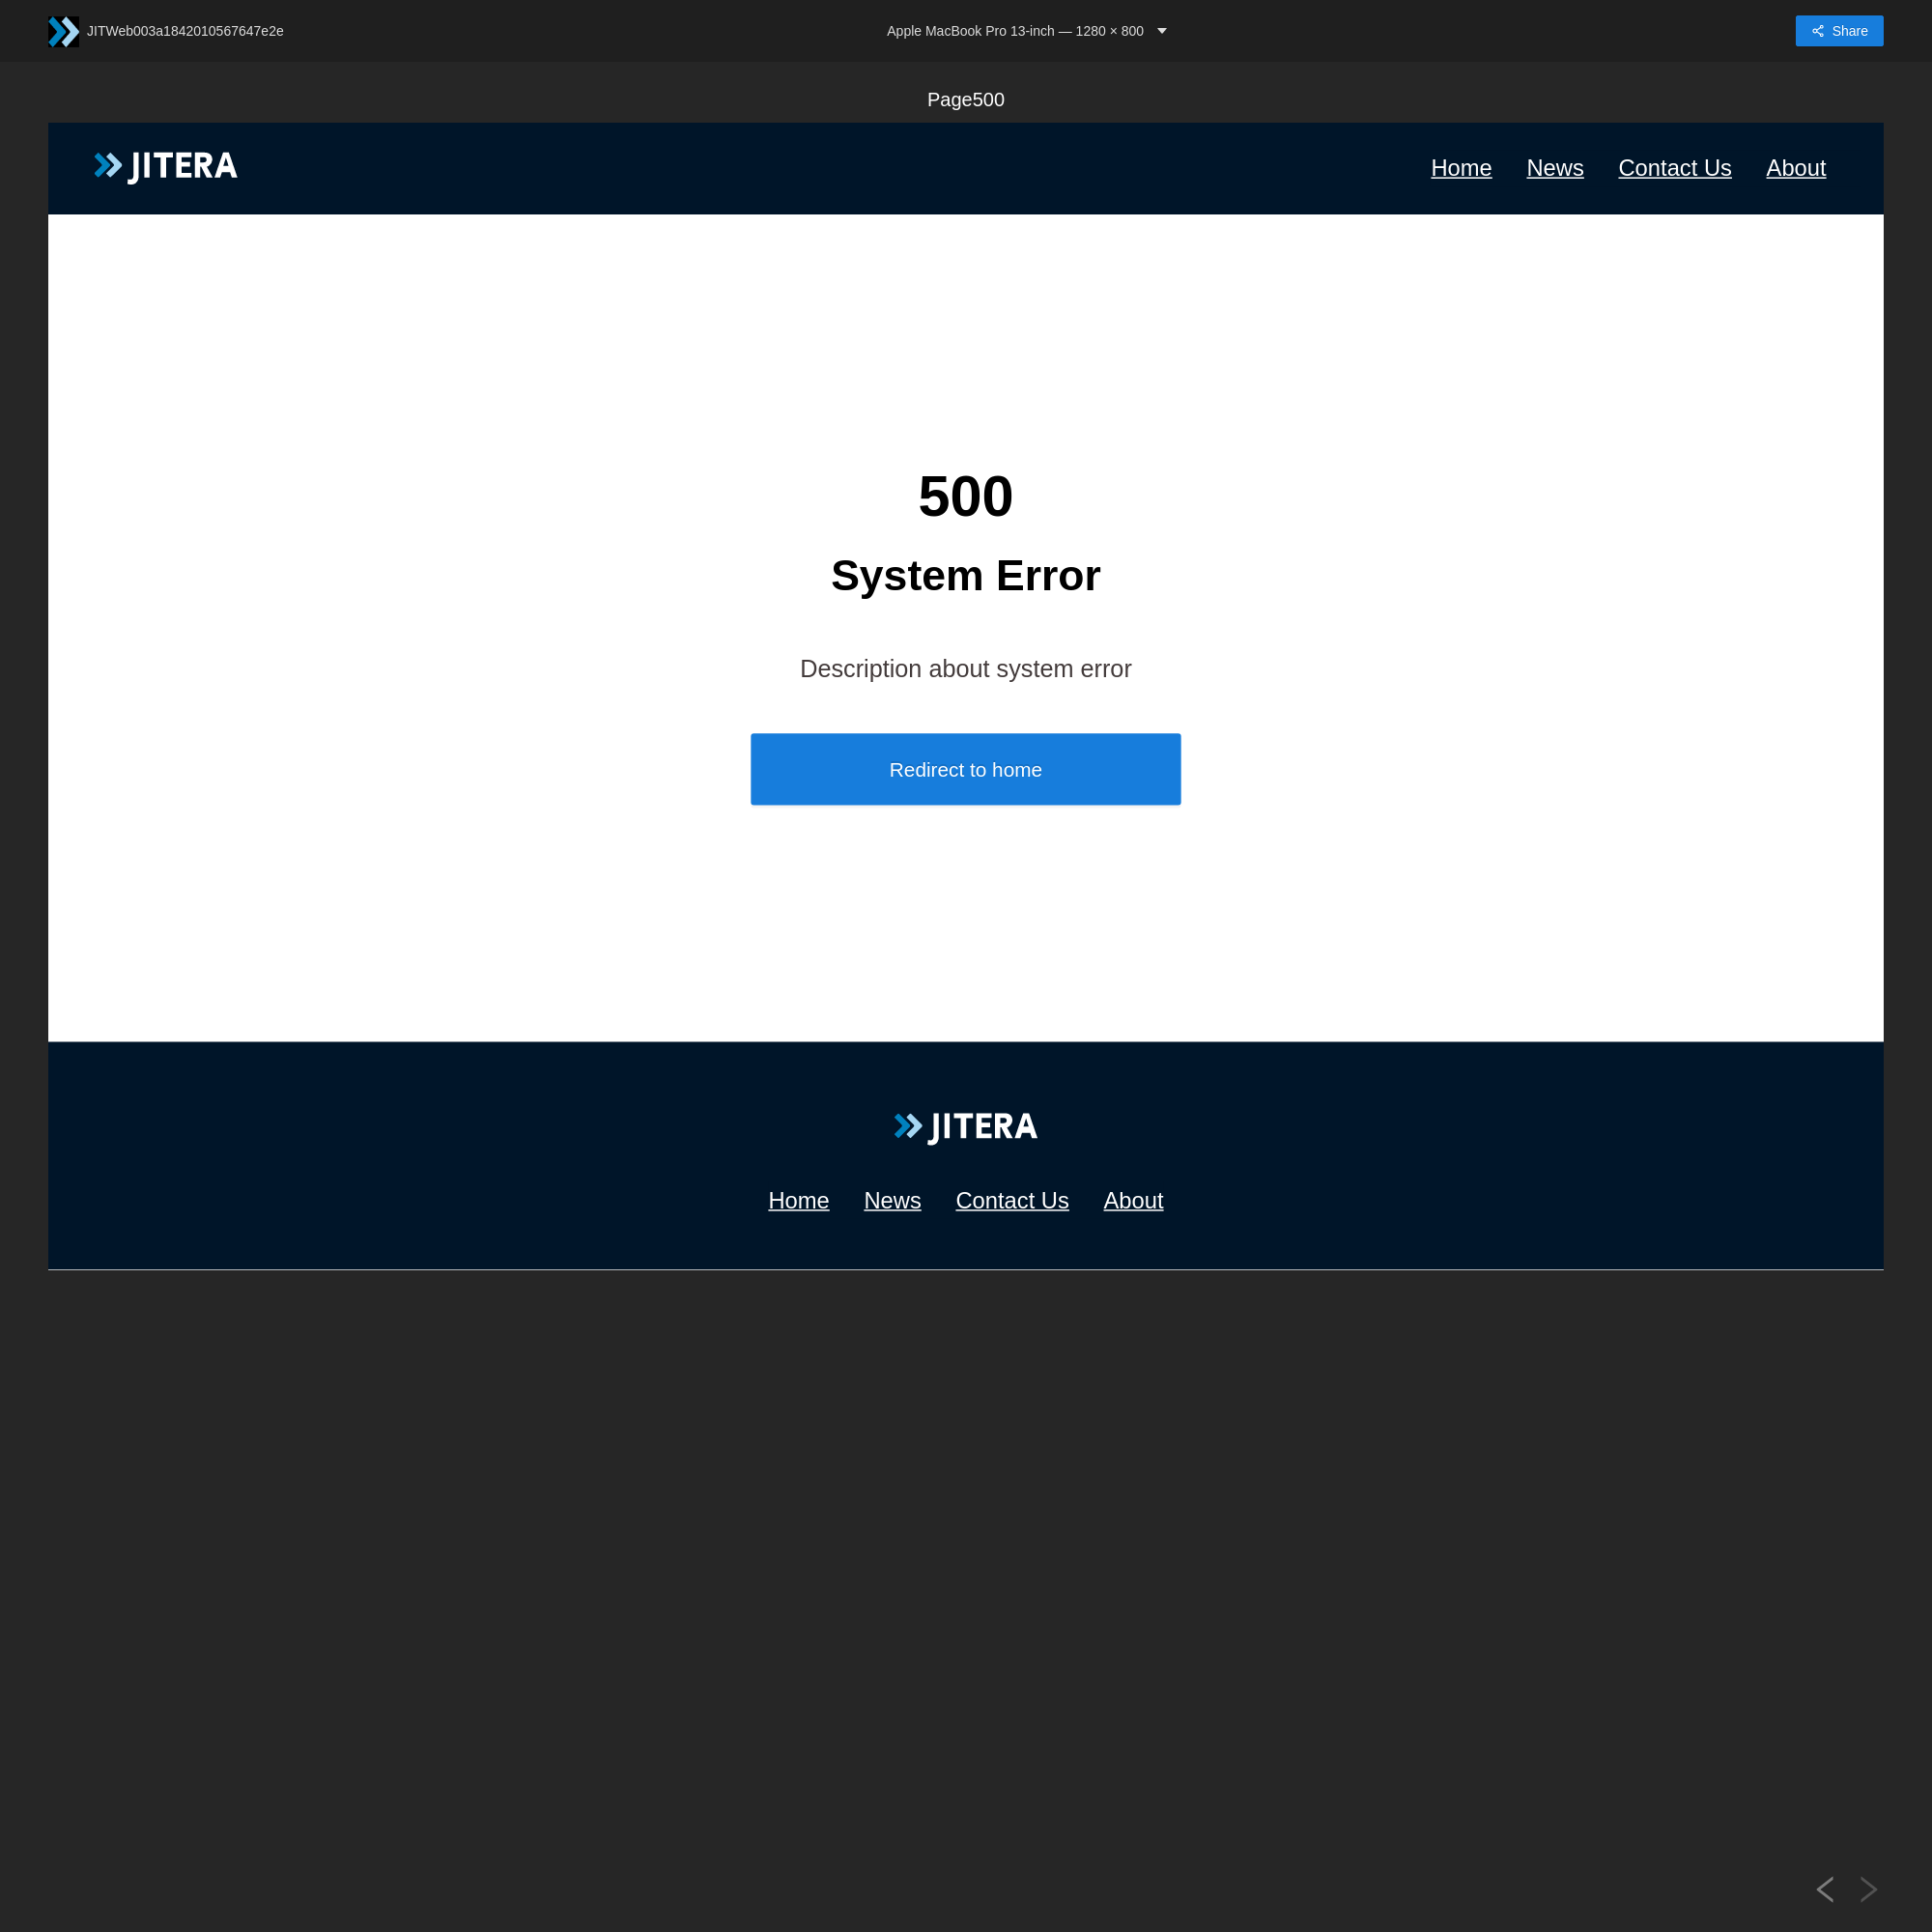 JITWeb003a1842010567647e2e
Apple MacBook Pro 13-inch — 1280 × 800
Share
Page500
JITERA
Home News Contact Us About
500
System Error
Description about system error
Redirect to home
JITERA
Home News Contact Us About